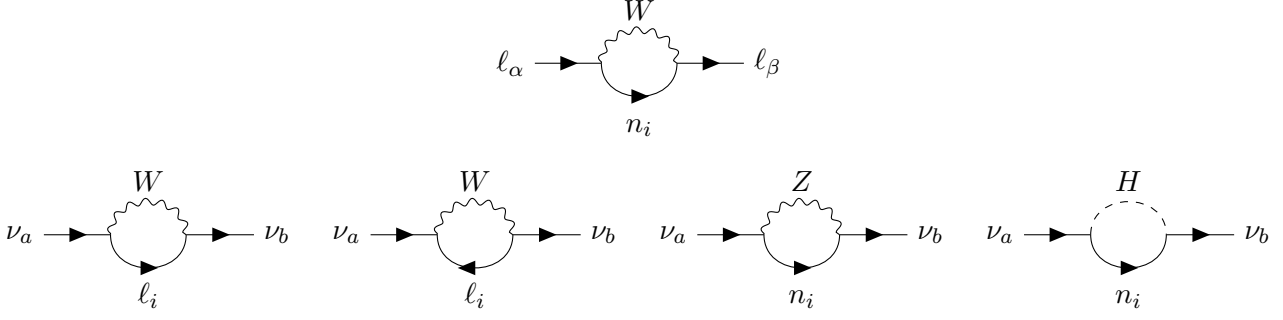 W
ℓ_α ℓ_β
n_i
W W Z H
ν_a ν_b ν_a ν_b ν_a ν_b ν_a ν_b
ℓ_i ℓ_i n_i n_i